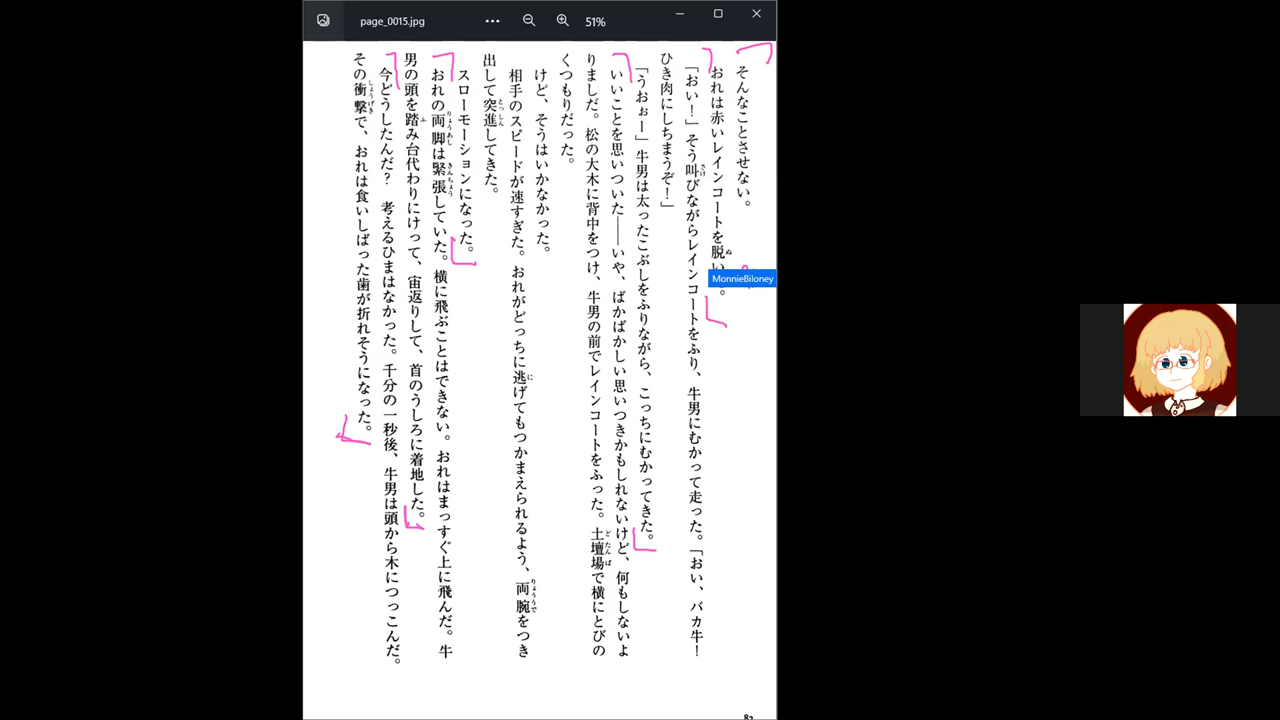 page_0015.jpg
51%
そんなことさせない。
おれは赤いレインコートを脱い。
「おい！」そう叫びながらレインコートをふり、牛男にむかって走った。「おい、バカ牛！
ひき肉にしちまうぞ！」
「うおぉー」牛男は太ったこぶしをふりながら、こっちにむかってきた。
いいことを思いついた――いや、ばかばかしい思いつきかもしれないけど、何もしないよ
りましだ。松の大木に背中をつけ、牛男の前でレインコートをふった。土壇場で横にとびの
くつもりだった。
けど、そうはいかなかった。
相手のスピードが速すぎた。おれがどっちに逃げてもつかまえられるよう、両腕をつき
出して突進してきた。
スローモーションになった。
おれの両脚は緊張していた。横に飛ぶことはできない。おれはまっすぐ上に飛んだ。牛
男の頭を踏み台代わりにけって、宙返りして、首のうしろに着地した。
今どうしたんだ？　考えるひまはなかった。千分の一秒後、牛男は頭から木につっこんだ。
その衝撃で、おれは食いしばった歯が折れそうになった。
MonnieBiloney